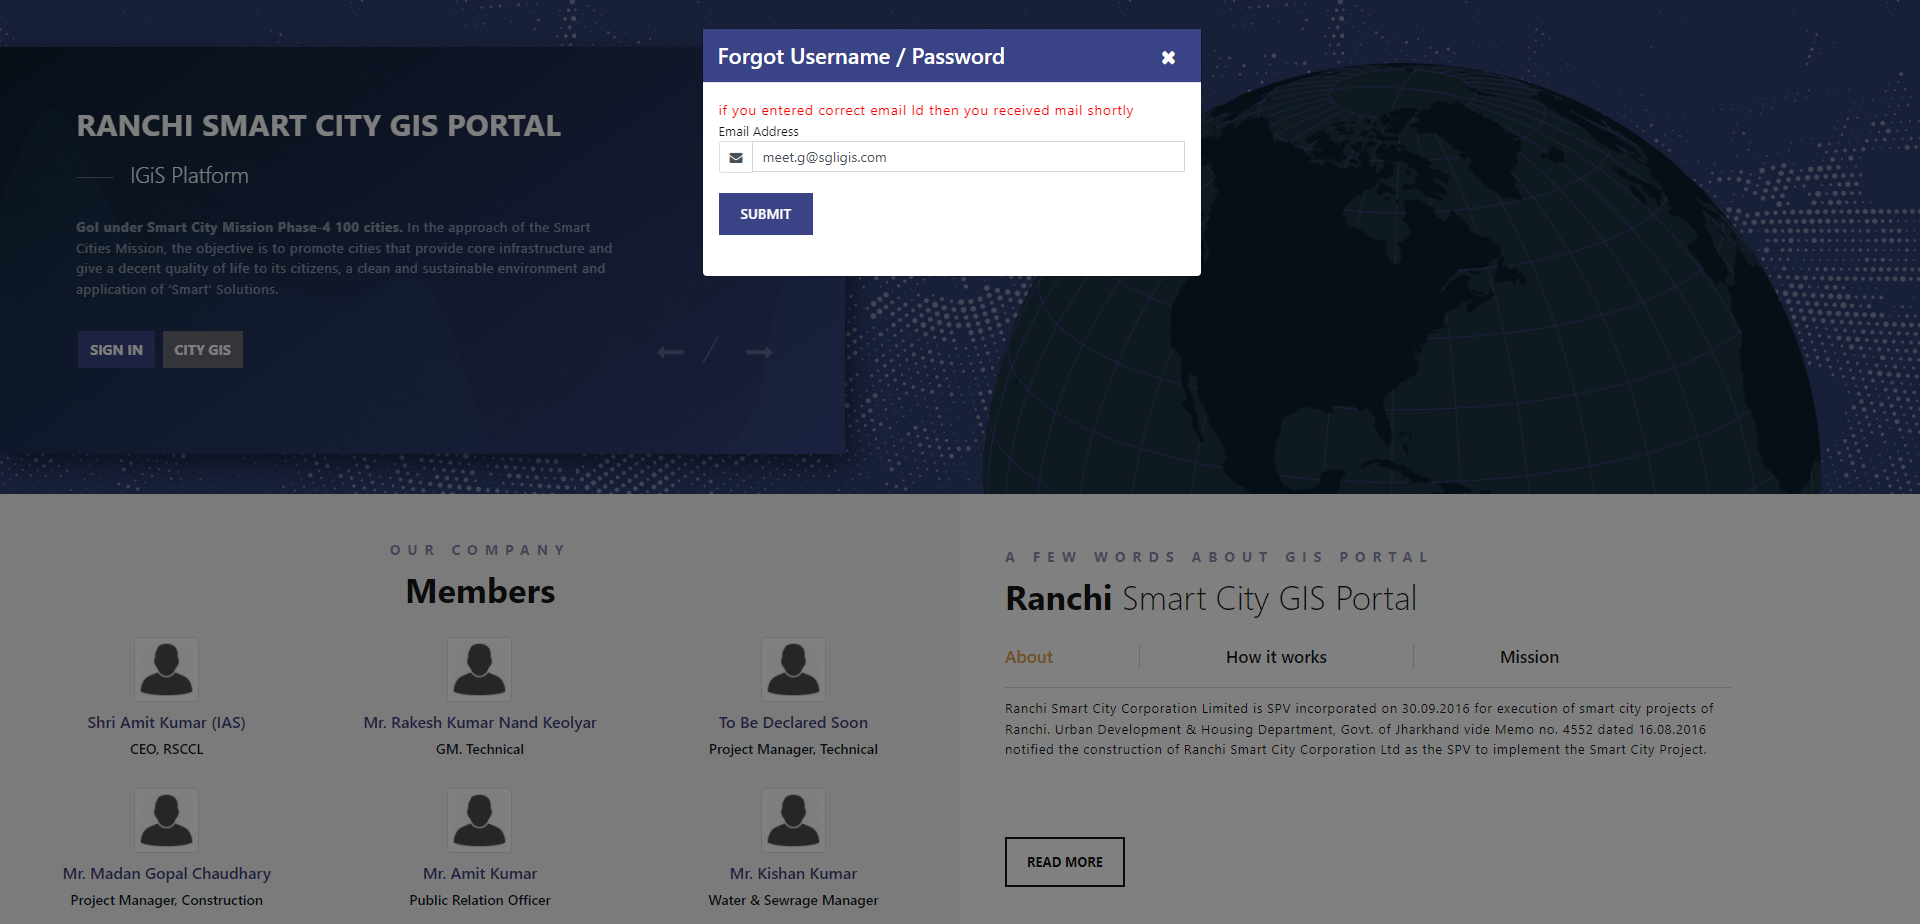 Forgot Username / Password
if you entered correct email Id then you received mail shortly
Email Address
meet.g@sgligis.com
SUBMIT
RANCHI SMART CITY GIS PORTAL
IGiS Platform
GoI under Smart City Mission Phase-4 100 cities. In the approach of the Smart
Cities Mission, the objective is to promote cities that provide core infrastructure and
give a decent quality of life to its citizens, a clean and sustainable environment and
application of ‘Smart’ Solutions.
SIGN IN
CITY GIS
OUR COMPANY
Members
Shri Amit Kumar (IAS)
CEO, RSCCL
Mr. Rakesh Kumar Nand Keolyar
GM. Technical
To Be Declared Soon
Project Manager, Technical
Mr. Madan Gopal Chaudhary
Project Manager, Construction
Mr. Amit Kumar
Public Relation Officer
Mr. Kishan Kumar
Water & Sewrage Manager
A FEW WORDS ABOUT GIS PORTAL
Ranchi Smart City GIS Portal
About
How it works
Mission
Ranchi Smart City Corporation Limited is SPV incorporated on 30.09.2016 for execution of smart city projects of
Ranchi. Urban Development & Housing Department, Govt. of Jharkhand vide Memo no. 4552 dated 16.08.2016
notified the construction of Ranchi Smart City Corporation Ltd as the SPV to implement the Smart City Project.
READ MORE